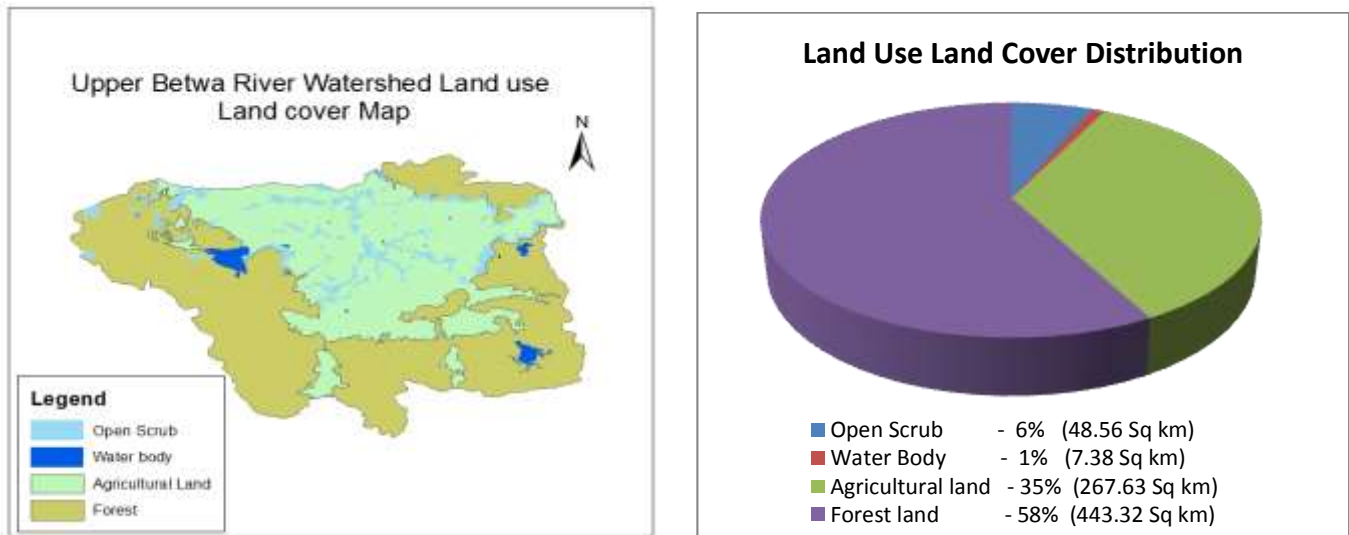 Upper Betwa River Watershed Land use
Land cover Map
N
Legend
Open Scrub
Water body
Agricultural Land
Forest
Land Use Land Cover Distribution
Open Scrub - 6% (48.56 Sq km)
Water Body - 1% (7.38 Sq km)
Agricultural land - 35% (267.63 Sq km)
Forest land - 58% (443.32 Sq km)